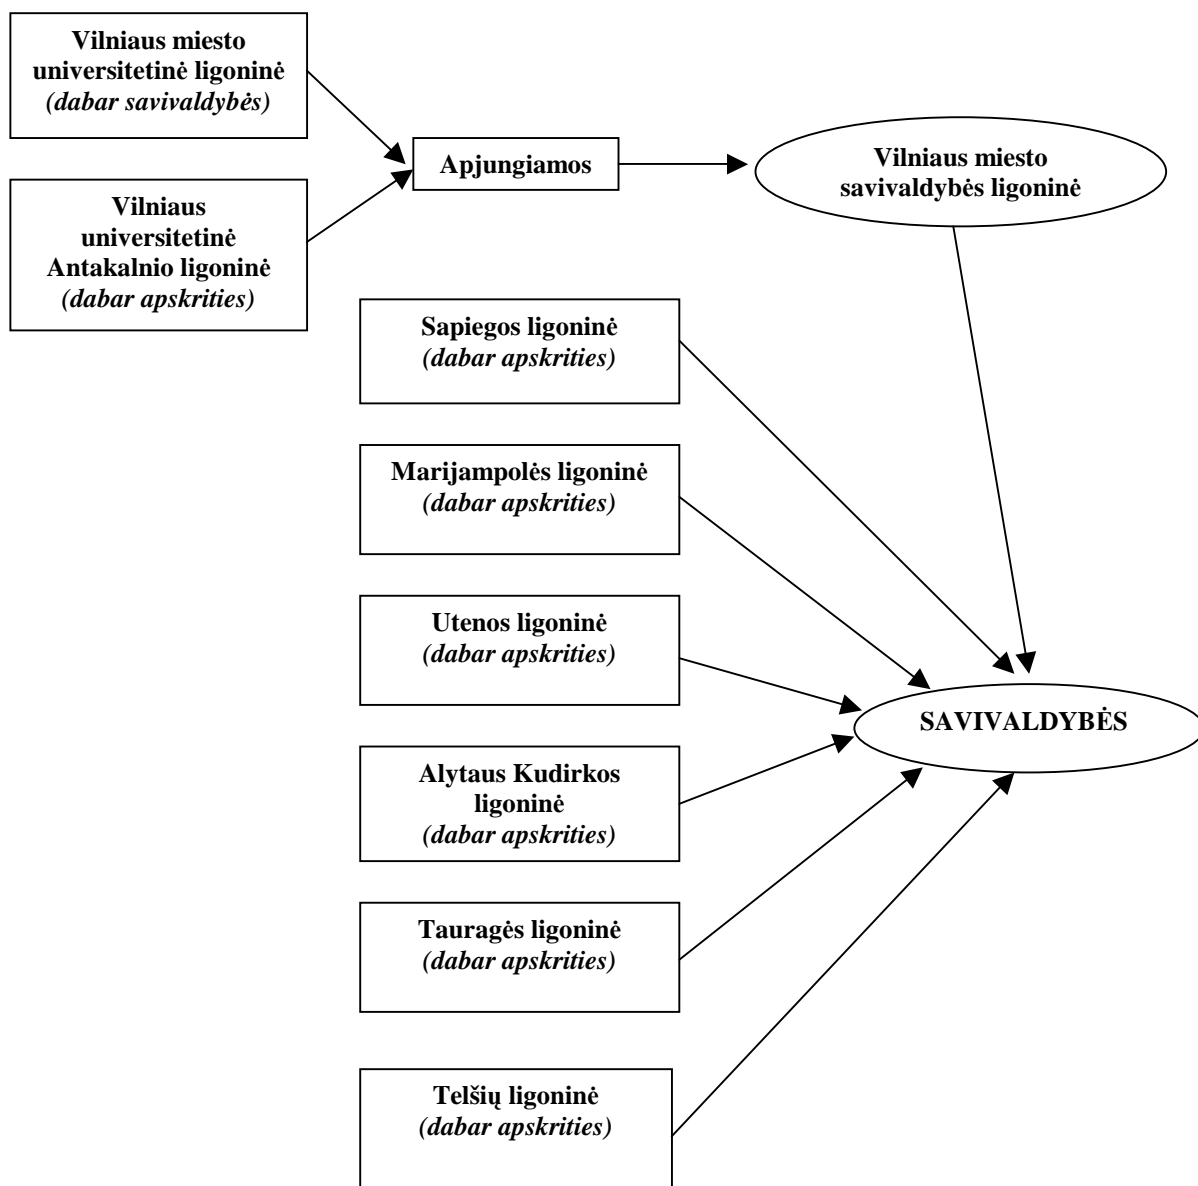 Vilniaus miesto
universitetinė ligoninė
(dabar savivaldybės)
Vilniaus
universitetinė
Antakalnio ligoninė
(dabar apskrities)
Apjungiamos
Vilniaus miesto
savivaldybės ligoninė
Sapiegos ligoninė
(dabar apskrities)
Marijampolės ligoninė
(dabar apskrities)
Utenos ligoninė
(dabar apskrities)
SAVIVALDYBĖS
Alytaus Kudirkos
ligoninė
(dabar apskrities)
Tauragės ligoninė
(dabar apskrities)
Telšių ligoninė
(dabar apskrities)